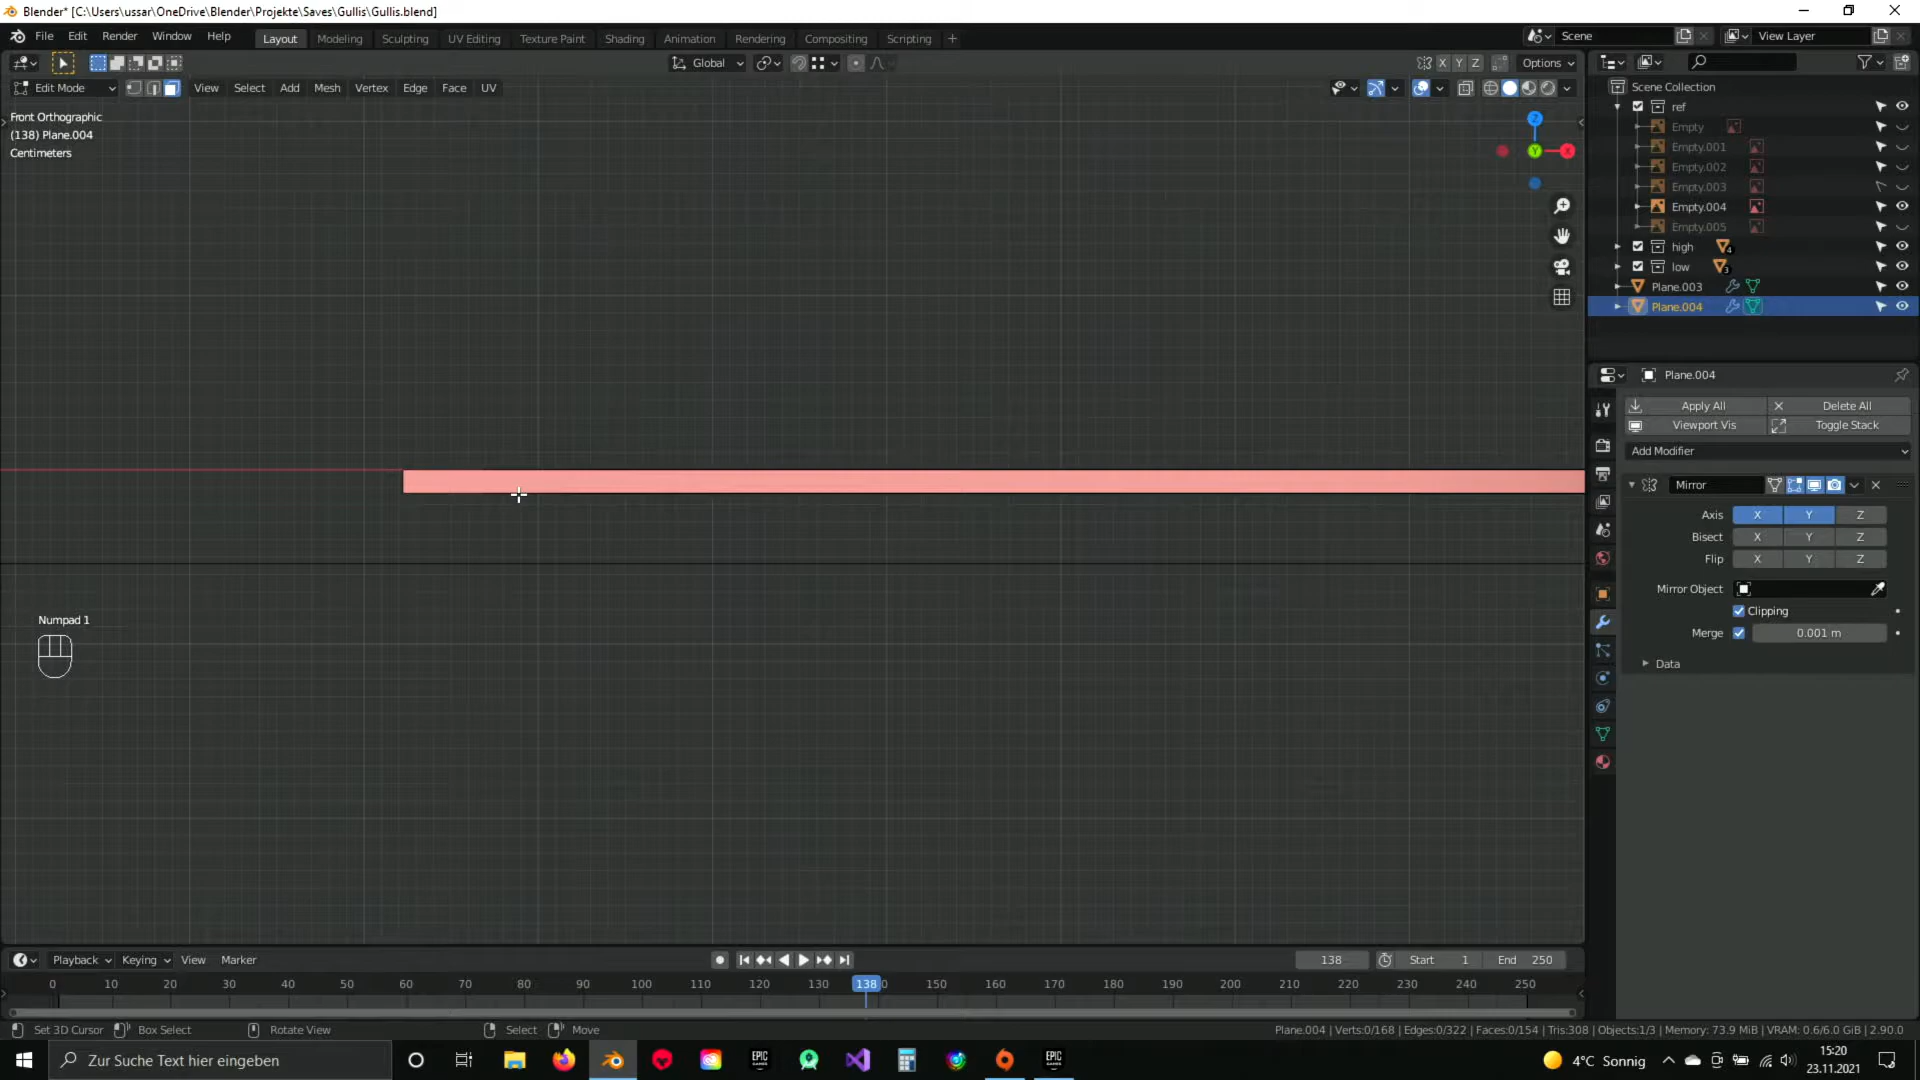 Blender* [C:\Users\ussar\OneDrive\Blender\Projekte\Saves\Gullis\Gullis.blend]
File Edit Render Window Help Layout Modeling Sculpting UV Editing Texture Paint Shading Animation Rendering Compositing Scripting + Scene View Layer
Global X Y Z Options
Edit Mode View Select Add Mesh Vertex Edge Face UV
Front Orthographic
(138) Plane.004
Centimeters
Z
Y X
Numpad 1
Scene Collection
ref
Empty
Empty.001
Empty.002
Empty.003
Empty.004
Empty.005
high 4
low 3
Plane.003
Plane.004
Plane.004
Apply All Delete All
Viewport Vis Toggle Stack
Add Modifier
Mirror
Axis X Y Z
Bisect X Y Z
Flip X Y Z
Mirror Object
Clipping
Merge 0.001 m
Data
Playback Keying View Marker 138 Start 1 End 250
0 10 20 30 40 50 60 70 80 90 100 110 120 130 138 0 150 160 170 180 190 200 210 220 230 240 250
Set 3D Cursor Box Select Rotate View Select Move Plane.004 | Verts:0/168 | Edges:0/322 | Faces:0/154 | Tris:308 | Objects:1/3 | Memory: 73.9 MiB | VRAM: 0.6/6.0 GiB | 2.90.0
Zur Suche Text hier eingeben EPIC GAMES EPIC GAMES 4°C Sonnig 15:20
23.11.2021